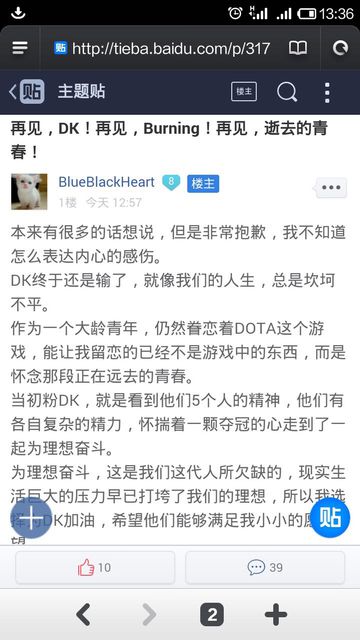 13:36
贴 http://tieba.baidu.com/p/317
贴 主题贴 楼主
再见，DK！再见，Burning！再见，逝去的青
春！
BlueBlackHeart 8 楼主
1楼 今天 12:57
本来有很多的话想说，但是非常抱歉，我不知道
怎么表达内心的感伤。
DK终于还是输了，就像我们的人生，总是坎坷
不平。
作为一个大龄青年，仍然眷恋着DOTA这个游
戏，能让我留恋的已经不是游戏中的东西，而是
怀念那段正在远去的青春。
当初粉DK，就是看到他们5个人的精神，他们有
各自复杂的精力，怀揣着一颗夺冠的心走到了一
起为理想奋斗。
为理想奋斗，这是我们这代人所欠缺的，现实生
活巨大的压力早已打垮了我们的理想，所以我选
DK加油，希望他们能够满足我小小的愿
望
贴
10 39
2